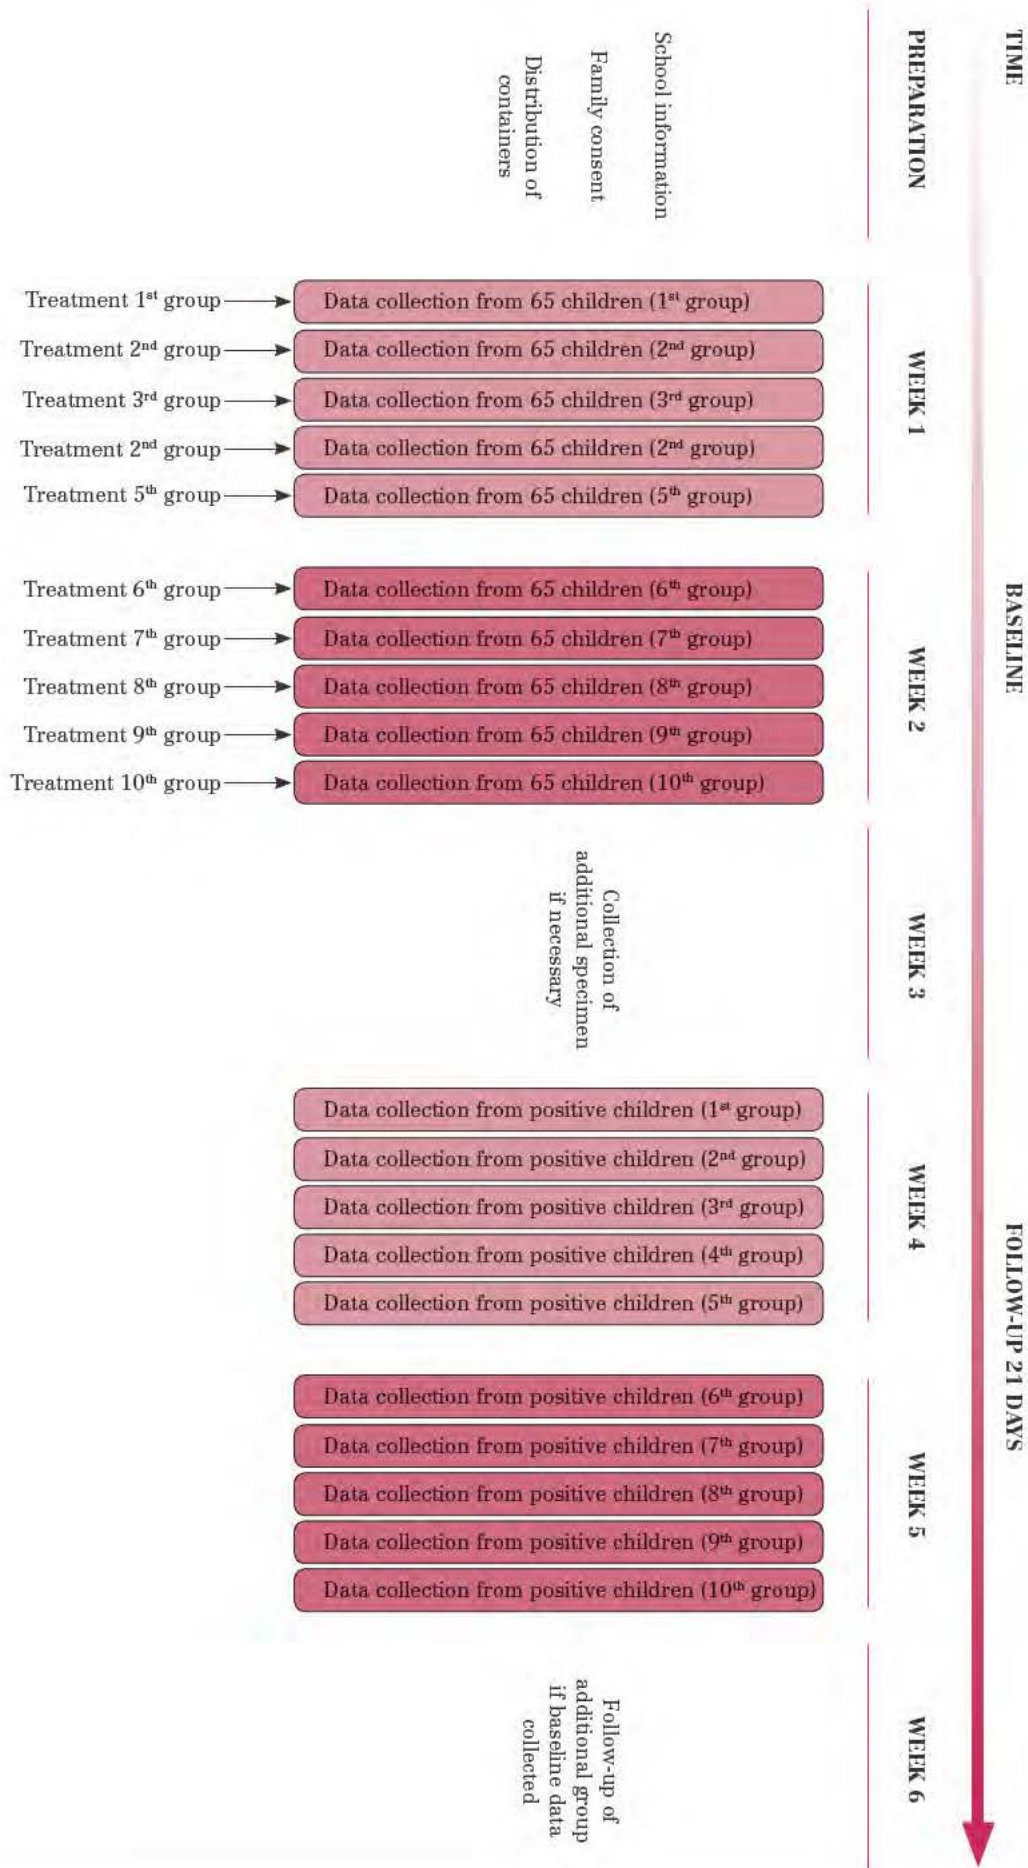 TIME
BASELINE
FOLLOW-UP 21 DAYS
PREPARATION
School information
Family consent
Distribution of
containers
WEEK 1
Treatment 1st group
Data collection from 65 children (1st group)
Treatment 2nd group
Data collection from 65 children (2nd group)
Treatment 3rd group
Data collection from 65 children (3rd group)
Treatment 2nd group
Data collection from 65 children (2nd group)
Treatment 5th group
Data collection from 65 children (5th group)
WEEK 2
Treatment 6th group
Data collection from 65 children (6th group)
Treatment 7th group
Data collection from 65 children (7th group)
Treatment 8th group
Data collection from 65 children (8th group)
Treatment 9th group
Data collection from 65 children (9th group)
Treatment 10th group
Data collection from 65 children (10th group)
WEEK 3
Collection of
additional specimen
if necessary
WEEK 4
Data collection from positive children (1st group)
Data collection from positive children (2nd group)
Data collection from positive children (3rd group)
Data collection from positive children (4th group)
Data collection from positive children (5th group)
WEEK 5
Data collection from positive children (6th group)
Data collection from positive children (7th group)
Data collection from positive children (8th group)
Data collection from positive children (9th group)
Data collection from positive children (10th group)
WEEK 6
Follow-up of
additional group
if baseline data
collected